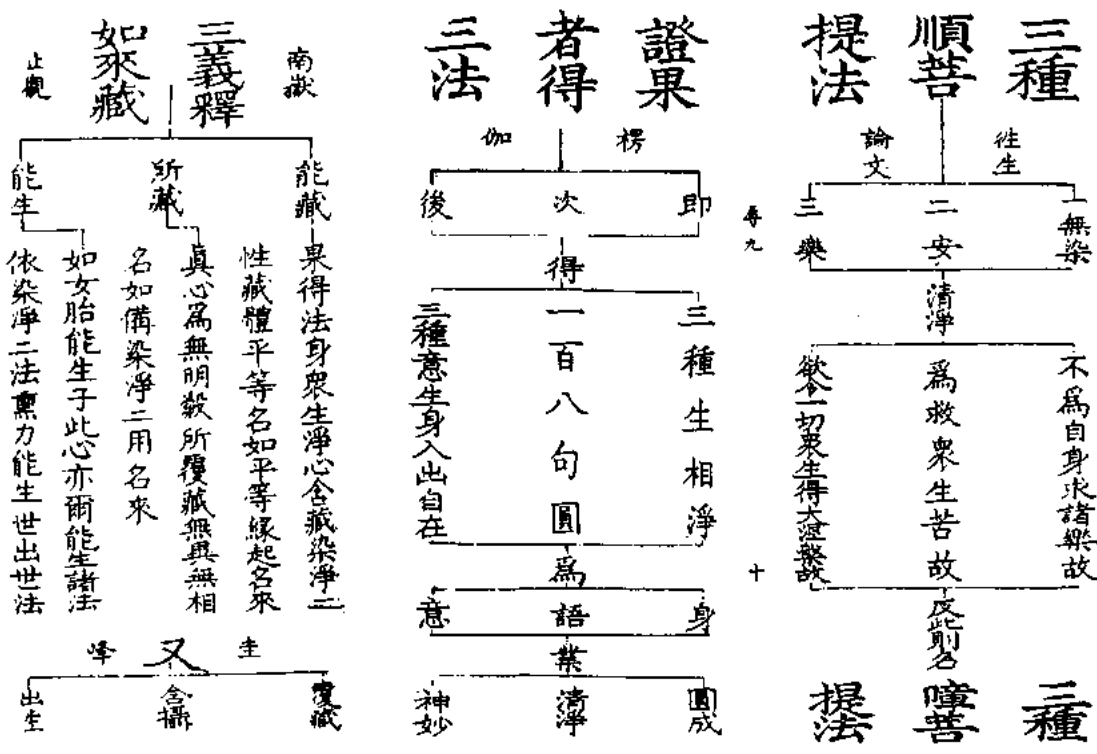 三種
順菩
提法
往生
論文
一無染
二安
三樂
清淨
不為自身求諸樂故
為救眾生苦故
欲令一切眾生得大涅槃故
反此則名
三種
提法
尋九
十
證果
者得
三法
楞
伽
即
次
後
得
三種生相淨
一百八句圓
三種意生身入出自在
為
身
語
意
業
圓成
清淨
神妙
南嶽
三義釋
如來藏
止觀
能藏
果得法身眾生淨心含藏染淨二
性藏體平等名如平等緣起名來
所藏
真心為無明殼所覆藏無異無相
名如備染淨二用名來
能生
如女胎能生子此心亦爾能生諸法
依染淨二法熏力能生世出世法
圭
又
峰
覆藏
含攝
出生